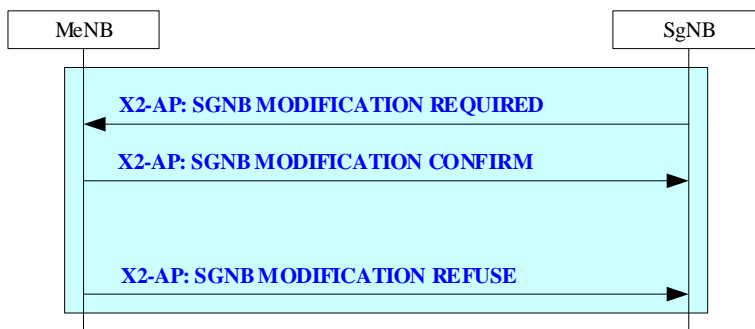 MeNB
SgNB
X2-AP: SGNB MODIFICATION REQUIRED
X2-AP: SGNB MODIFICATION CONFIRM
X2-AP: SGNB MODIFICATION REFUSE